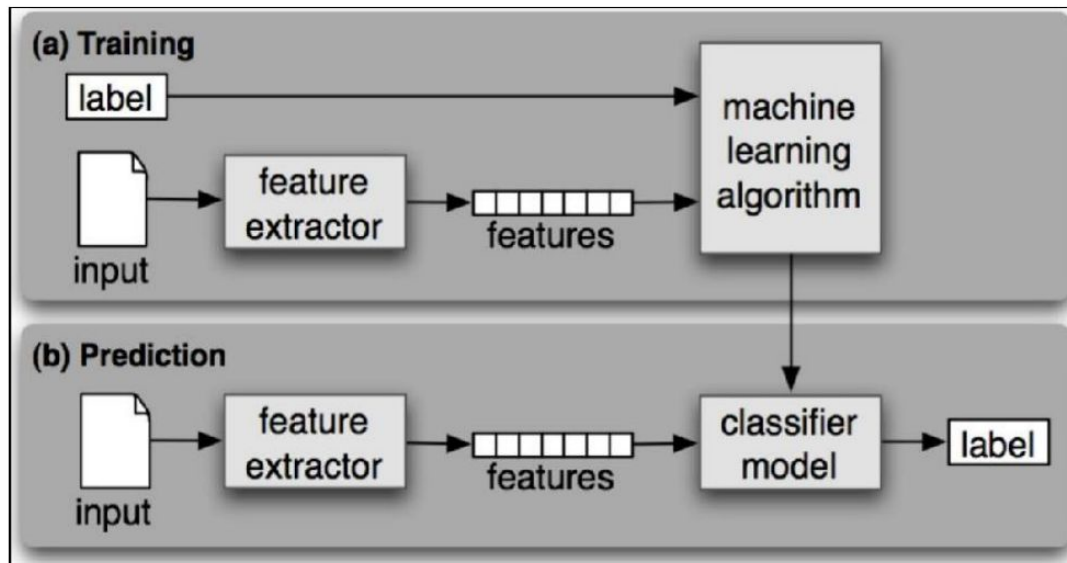 (a) Training
label
machine
learning
algorithm
feature
extractor
features
input
(b) Prediction
feature
extractor
features
classifier
model
label
input